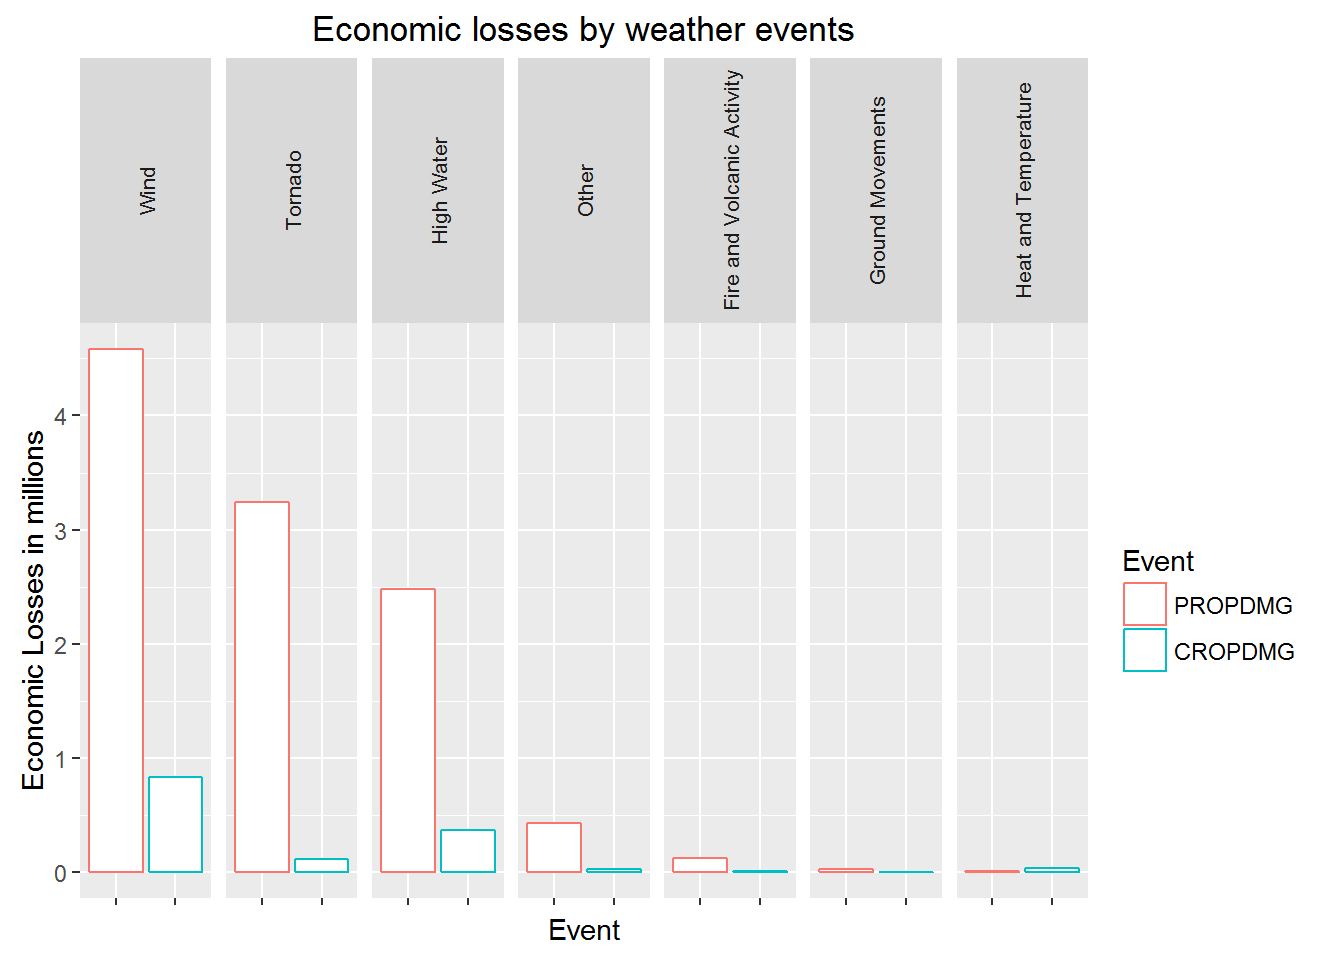 Economic losses by weather events
Wind
Tornado
High Water
Other
Fire and Volcanic Activity
Ground Movements
Heat and Temperature
Economic Losses in millions
4
3
2
1
0
Event
Event
PROPDMG
CROPDMG